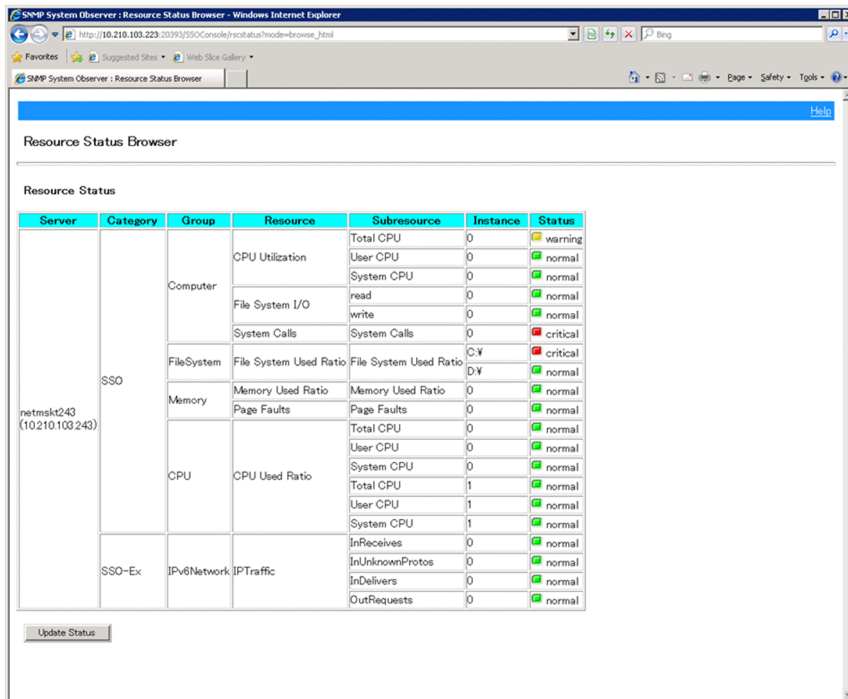 SNMP System Observer : Resource Status Browser - Windows Internet Explorer
http://10.210.103.223:20393/SSOConsole/rscstatus?mode=browse_html
Bing
Favorites Suggested Sites Web Slice Gallery
SNMP System Observer : Resource Status Browser
Page Safety Tools
Help
Resource Status Browser
Resource Status
Server Category Group Resource Subresource Instance Status
netmskt243
(10.210.103.243)
SSO
Computer
CPU Utilization
Total CPU 0 warning
User CPU 0 normal
System CPU 0 normal
File System I/O
read 0 normal
write 0 normal
System Calls System Calls 0 critical
FileSystem File System Used Ratio File System Used Ratio
C:¥ critical
D:¥ normal
Memory
Memory Used Ratio Memory Used Ratio 0 normal
Page Faults Page Faults 0 normal
CPU
CPU Used Ratio
Total CPU 0 normal
User CPU 0 normal
System CPU 0 normal
Total CPU 1 normal
User CPU 1 normal
System CPU 1 normal
SSO-Ex
IPv6Network IPTraffic
InReceives 0 normal
InUnknownProtos 0 normal
InDelivers 0 normal
OutRequests 0 normal
Update Status